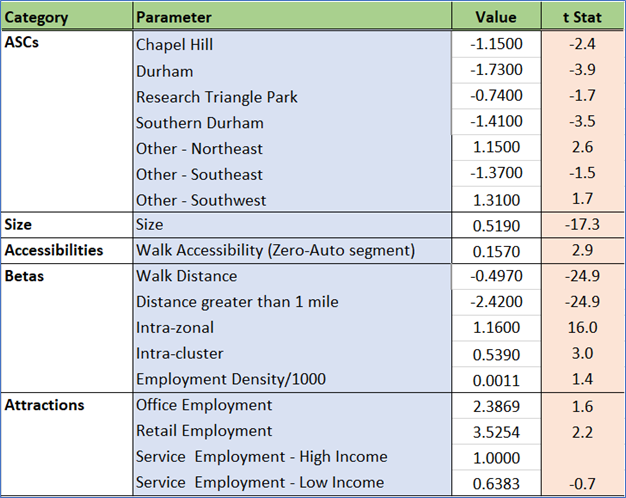 Category Parameter Value t Stat
ASCs Chapel Hill -1.1500 -2.4
Durham -1.7300 -3.9
Research Triangle Park -0.7400 -1.7
Southern Durham -1.4100 -3.5
Other - Northeast 1.1500 2.6
Other - Southeast -1.3700 -1.5
Other - Southwest 1.3100 1.7
Size Size 0.5190 -17.3
Accessibilities Walk Accessibility (Zero-Auto segment) 0.1570 2.9
Betas Walk Distance -0.4970 -24.9
Distance greater than 1 mile -2.4200 -24.9
Intra-zonal 1.1600 16.0
Intra-cluster 0.5390 3.0
Employment Density/1000 0.0011 1.4
Attractions Office Employment 2.3869 1.6
Retail Employment 3.5254 2.2
Service  Employment - High Income 1.0000
Service  Employment - Low Income 0.6383 -0.7